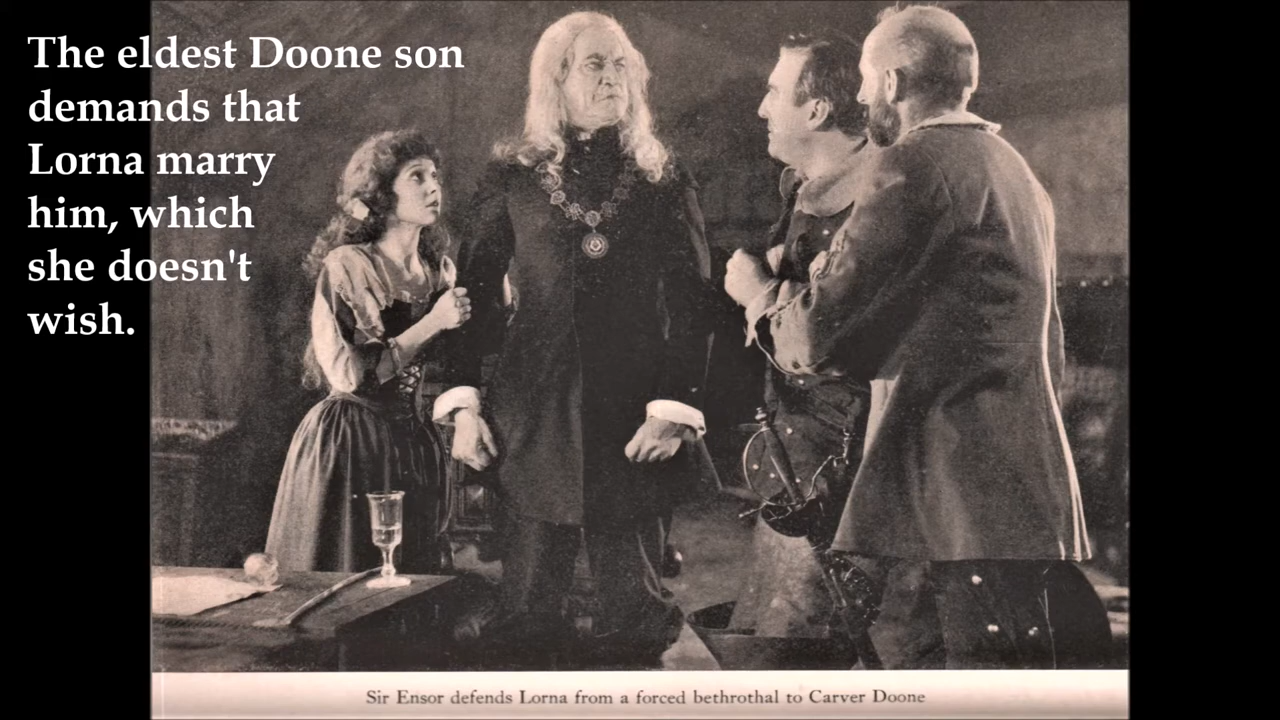 The eldest Doone son
demands that
Lorna marry
him, which
she doesn't
wish.
Sir Ensor defends Lorna from a forced bethrothal to Carver Doone